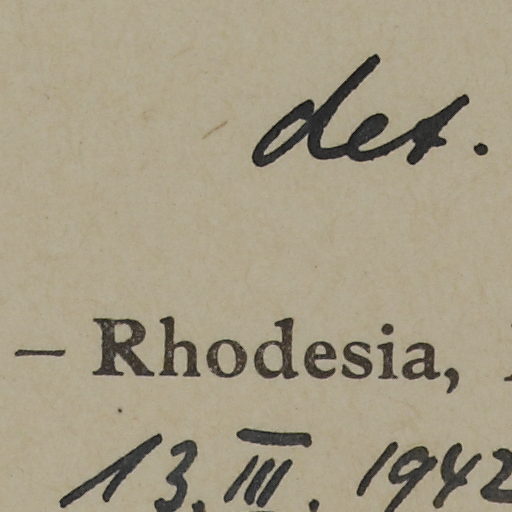 det.
– Rhodesia,
13. III. 1942